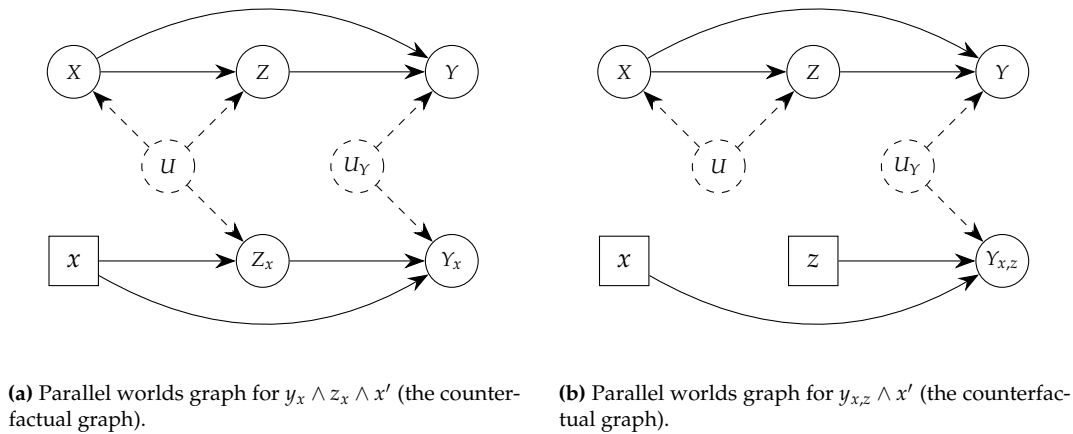 X Z Y X Z Y
U U_Y U U_Y
x Z_x Y_x x z Y_{x,z}
(a) Parallel worlds graph for y_x ∧ z_x ∧ x′ (the counter-
factual graph).
(b) Parallel worlds graph for y_{x,z} ∧ x′ (the counterfac-
tual graph).